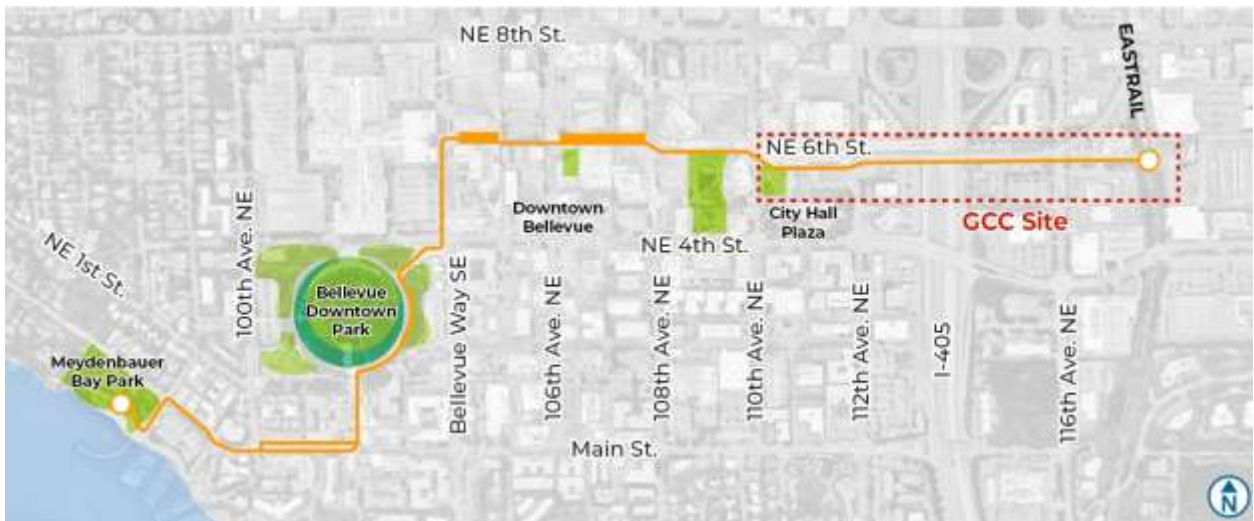 NE 8th St.
EASTRAIL
NE 6th St.
GCC Site
City Hall
Plaza
Downtown
Bellevue
NE 4th St.
100th Ave. NE
NE 1st St.
Bellevue
Downtown
Park
Bellevue Way SE
106th Ave. NE
108th Ave. NE
110th Ave. NE
112th Ave. NE
I-405
116th Ave. NE
Meydenbauer
Bay Park
Main St.
N